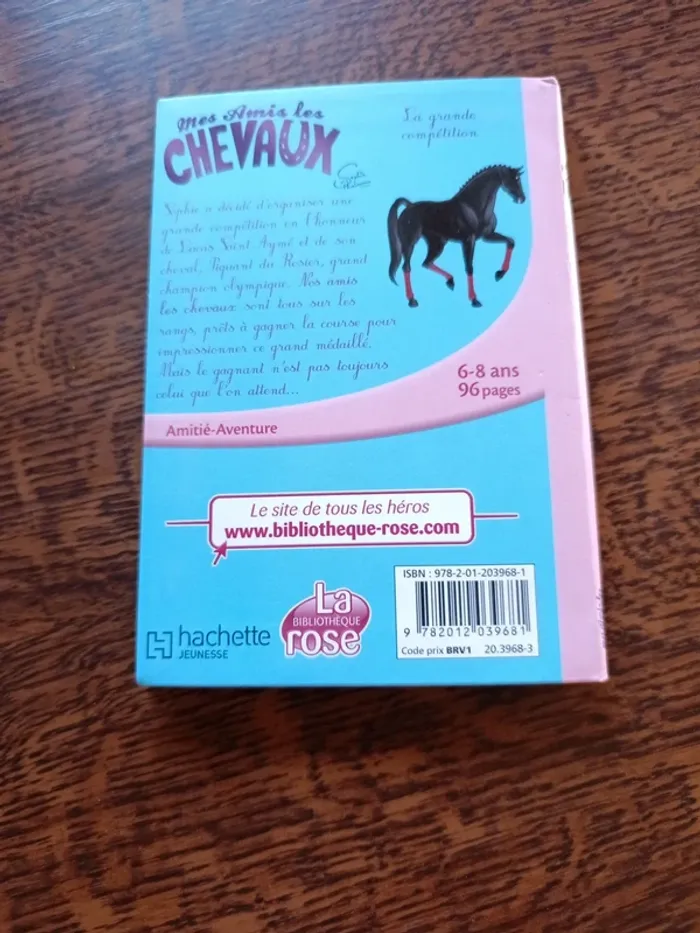 Mes Amis les
CHEVAUX
La grande
compétition
Sophie a décidé d'organiser une
grande compétition en l'honneur
de Lucas Saint Aymé et de son
cheval, Piquant du Rosier, grand
champion olympique. Nos amis
les chevaux sont tous sur les
rangs, prêts à gagner la course pour
impressionner ce grand médaillé.
Mais le gagnant n'est pas toujours
celui que l'on attend...
6-8 ans
96 pages
Amitié-Aventure
Le site de tous les héros
www.bibliotheque-rose.com
ISBN : 978-2-01-203968-1
9 782012 039681
Code prix BRV1 20.3968-3
hachette
JEUNESSE
La
BIBLIOTHÈQUE
rose